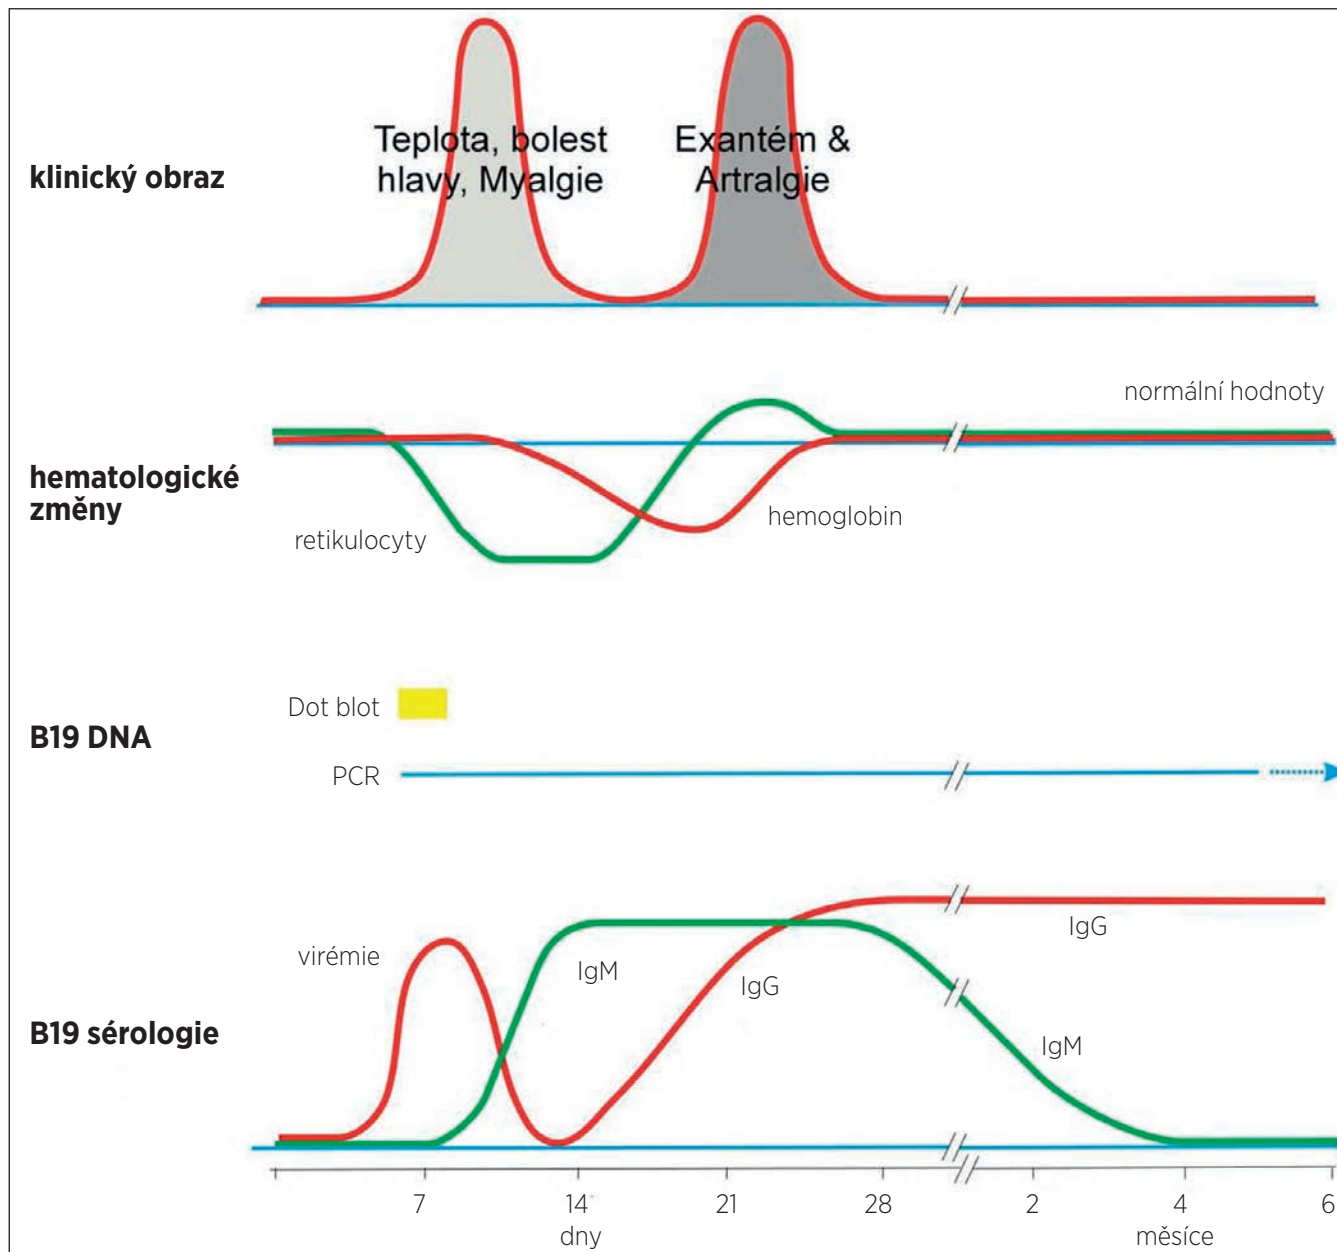 klinický obraz
Teplota, bolest
hlavy, Myalgie
Exantém &
Artralgie
hematologické
změny
normální hodnoty
retikulocyty
hemoglobin
B19 DNA
Dot blot
PCR
B19 sérologie
virémie
IgM
IgG
IgG
IgM
7 14 21 28 2 4 6
dny měsíce